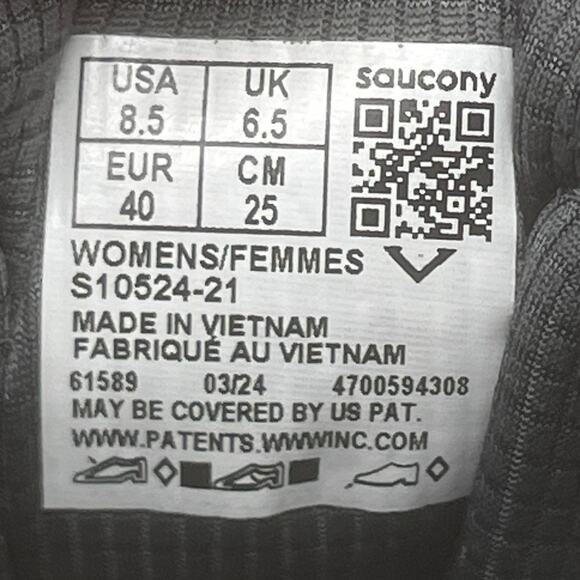 USA UK saucony
8.5 6.5
EUR CM
40 25
WOMENS/FEMMES
S10524-21
MADE IN VIETNAM
FABRIQUÉ AU VIETNAM
61589 03/24 4700594308
MAY BE COVERED BY US PAT.
WWW.PATENTS.WWWINC.COM